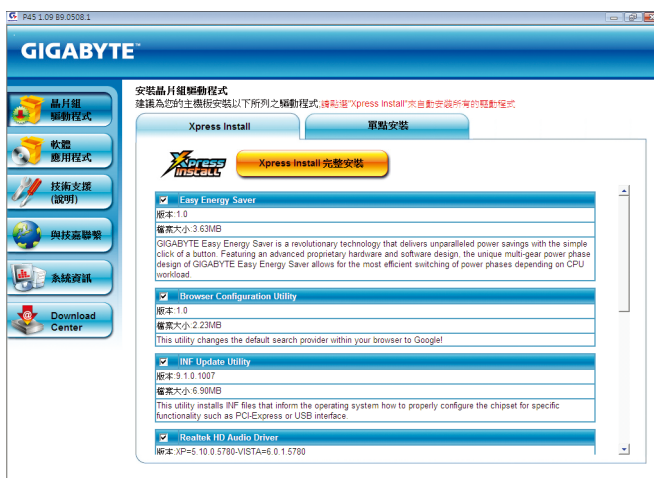 P45 1.09 B9.0508.1
GIGABYTE™
晶片組
驅動程式
軟體
應用程式
技術支援
(說明)
與技嘉聯繫
系統資訊
Download
Center
安裝晶片組驅動程式
建議為您的主機板安裝以下所列之驅動程式,請點選"Xpress Install"來自動安裝所有的驅動程式
Xpress Install
單點安裝
Xpress
INSTALL
Xpress Install 完整安裝
Easy Energy Saver
版本:1.0
檔案大小:3.63MB
GIGABYTE Easy Energy Saver is a revolutionary technology that delivers unparalleled power savings with the simple
click of a button. Featuring an advanced proprietary hardware and software design, the unique multi-gear power phase
design of GIGABYTE Easy Energy Saver allows for the most efficient switching of power phases depending on CPU
workload.
Browser Configuration Utility
版本:1.0
檔案大小:2.23MB
This utility changes the default search provider within your browser to Google!
INF Update Utility
版本:9.1.0.1007
檔案大小:6.90MB
This utility installs INF files that inform the operating system how to properly configure the chipset for specific
functionality such as PCI-Express or USB interface.
Realtek HD Audio Driver
版本:XP=5.10.0.5780-VISTA=6.0.1.5780